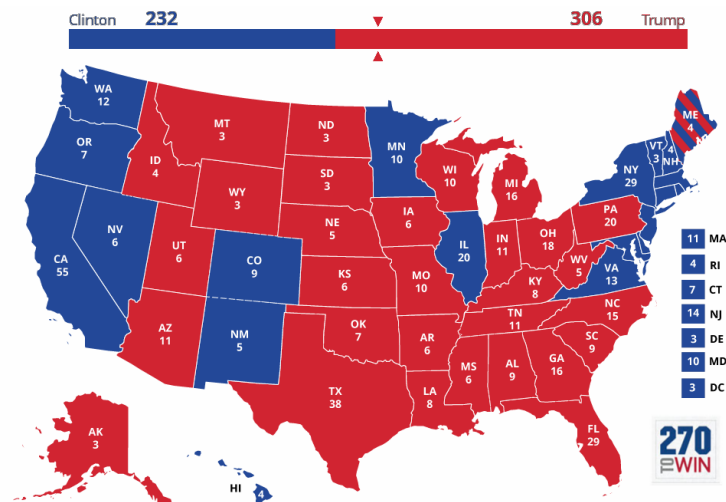 Clinton 232 306 Trump
WA
12
OR
7
CA
55
NV
6
ID
4
MT
3
WY
3
UT
6
AZ
11
CO
9
NM
5
ND
3
SD
3
NE
5
KS
6
OK
7
TX
38
MN
10
IA
6
MO
10
AR
6
LA
8
WI
10
IL
20
MI
16
IN
11
OH
18
KY
8
TN
11
MS
6
AL
9
GA
16
FL
29
SC
9
NC
15
VA
13
WV
5
PA
20
NY
29
VT
3
4
NH
ME
4
11 MA
4 RI
7 CT
14 NJ
3 DE
10 MD
3 DC
AK
3
HI 4
270
TO WIN